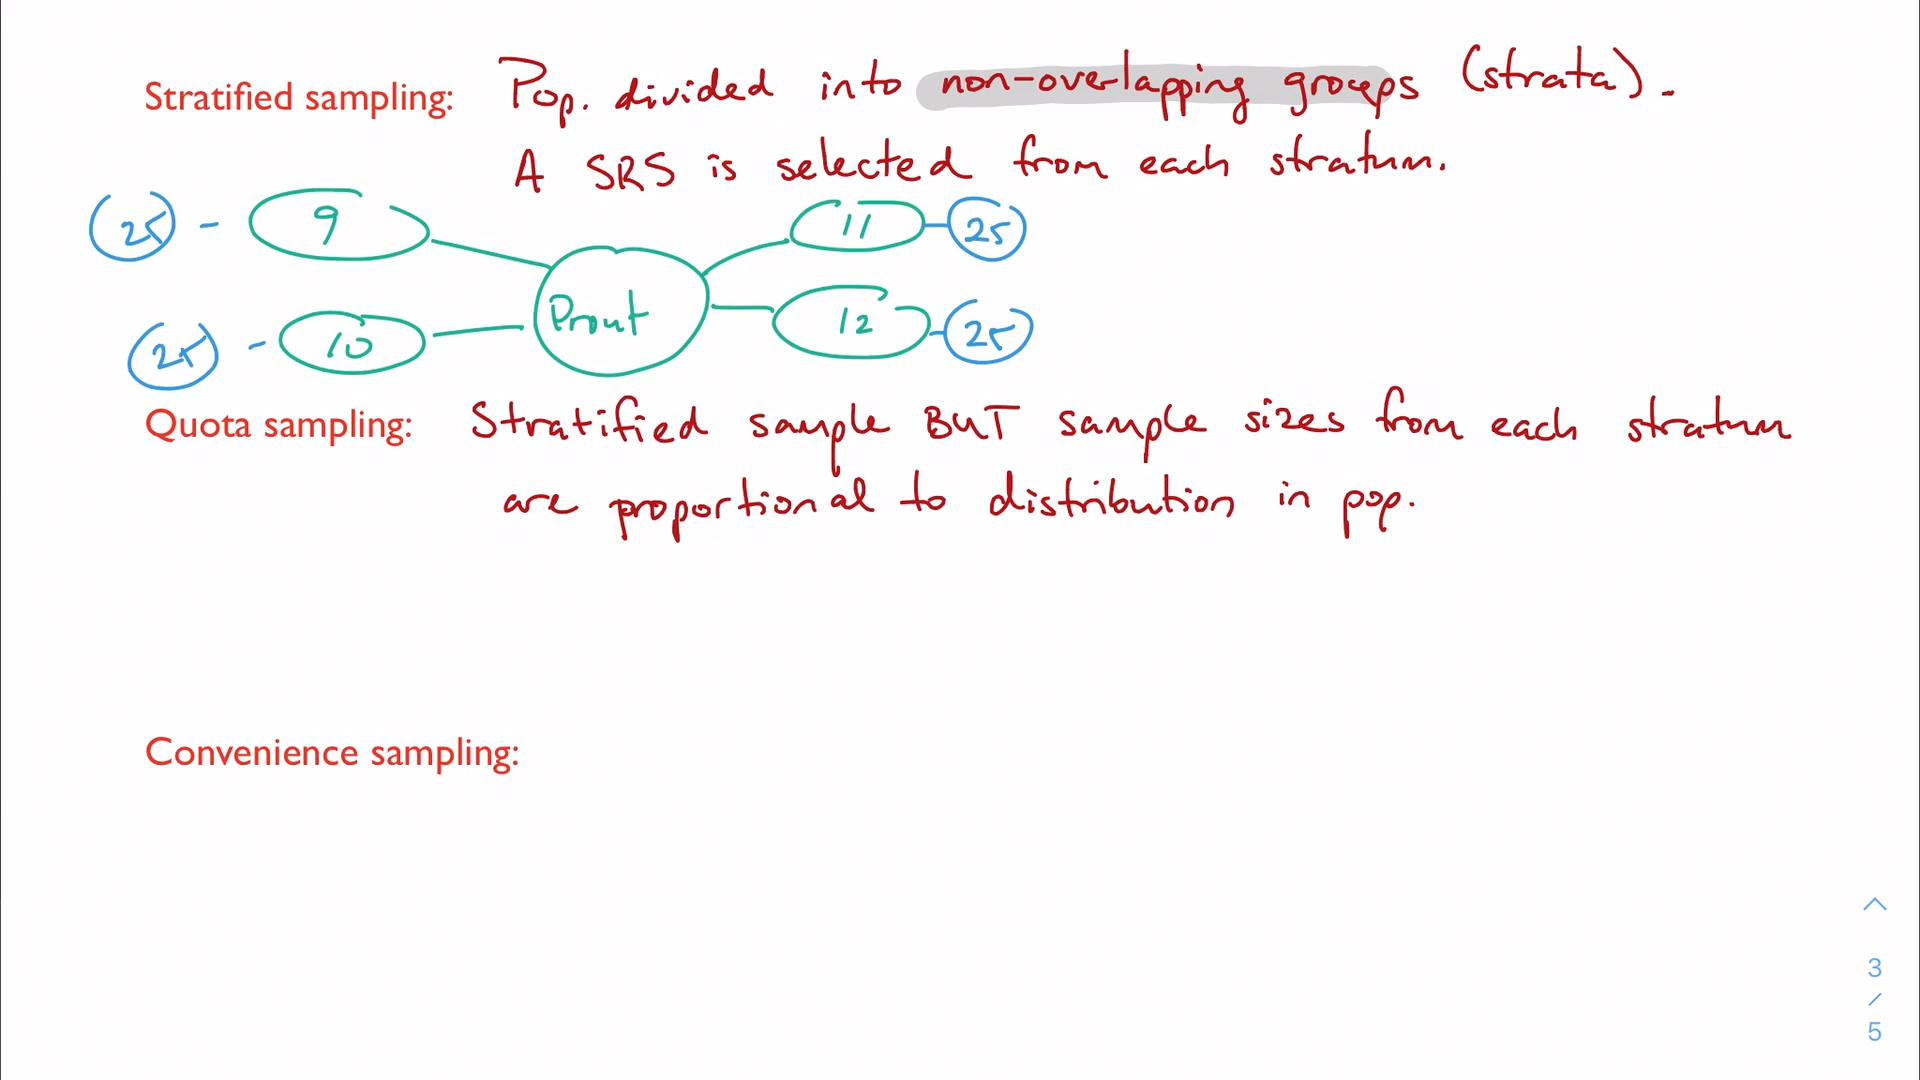 Stratified sampling: Pop. divided into non-overlapping groups (strata).
A SRS is selected from each stratum.
25 - 9
11 - 25
Prout
25 - 10
12 - 25
Quota sampling: Stratified sample BUT sample sizes from each stratum
are proportional to distribution in pop.
Convenience sampling:
3
/
5